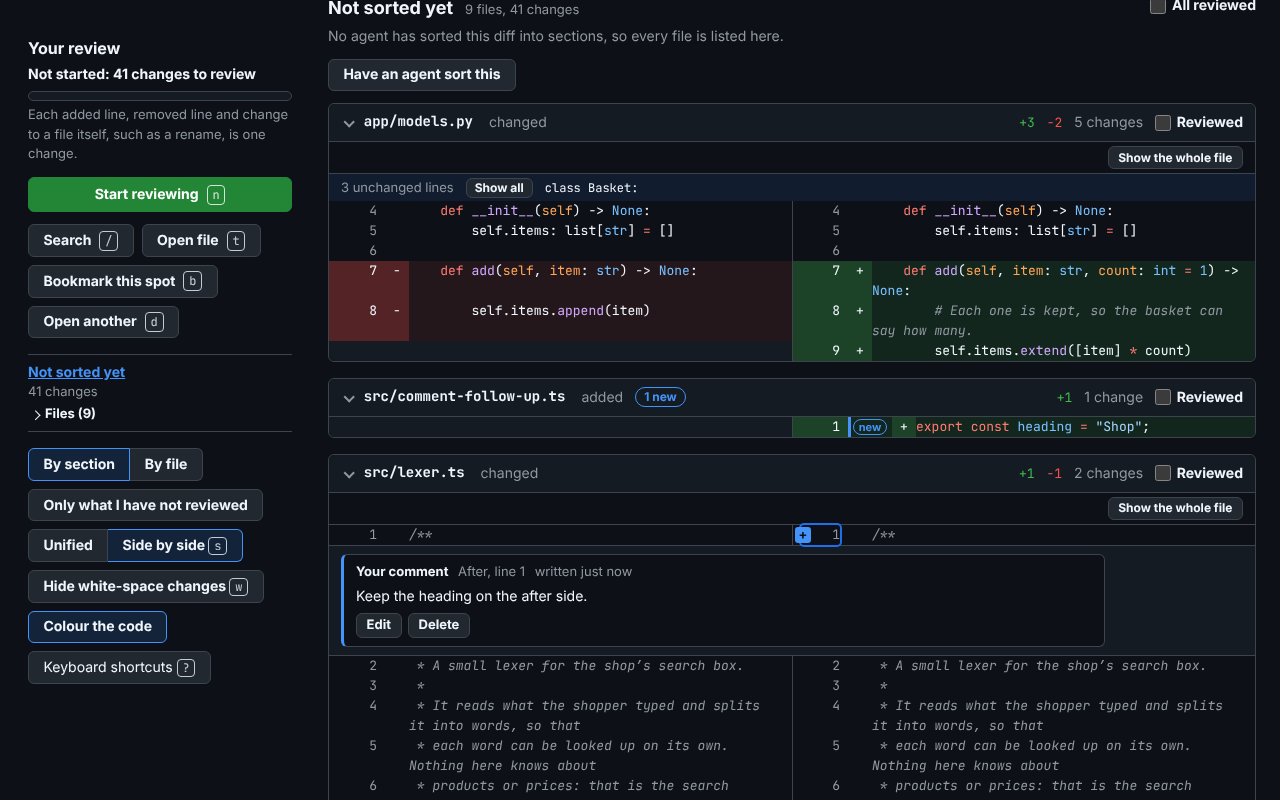 Your review
Not started: 41 changes to review
Each added line, removed line and change
to a file itself, such as a rename, is one
change.
Start reviewing n
Search / Open file t
Bookmark this spot b
Open another d
Not sorted yet
41 changes
Files (9)
By section By file
Only what I have not reviewed
Unified Side by side s
Hide white-space changes w
Colour the code
Keyboard shortcuts ?
Not sorted yet 9 files, 41 changes All reviewed
No agent has sorted this diff into sections, so every file is listed here.
Have an agent sort this
app/models.py changed +3 -2 5 changes Reviewed
Show the whole file
3 unchanged lines Show all class Basket:
4 def __init__(self) -> None: 4 def __init__(self) -> None:
5 self.items: list[str] = [] 5 self.items: list[str] = []
6 6
7 - def add(self, item: str) -> None: 7 + def add(self, item: str, count: int = 1) ->
None:
8 - self.items.append(item) 8 + # Each one is kept, so the basket can
say how many.
9 + self.items.extend([item] * count)
src/comment-follow-up.ts added 1 new +1 1 change Reviewed
1 new + export const heading = "Shop";
src/lexer.ts changed +1 -1 2 changes Reviewed
Show the whole file
1 /** + 1 /**
Your comment After, line 1 written just now
Keep the heading on the after side.
Edit Delete
2 * A small lexer for the shop’s search box. 2 * A small lexer for the shop’s search box.
3 * 3 *
4 * It reads what the shopper typed and splits 4 * It reads what the shopper typed and splits
it into words, so that it into words, so that
5 * each word can be looked up on its own. 5 * each word can be looked up on its own.
Nothing here knows about Nothing here knows about
6 * products or prices: that is the search 6 * products or prices: that is the search